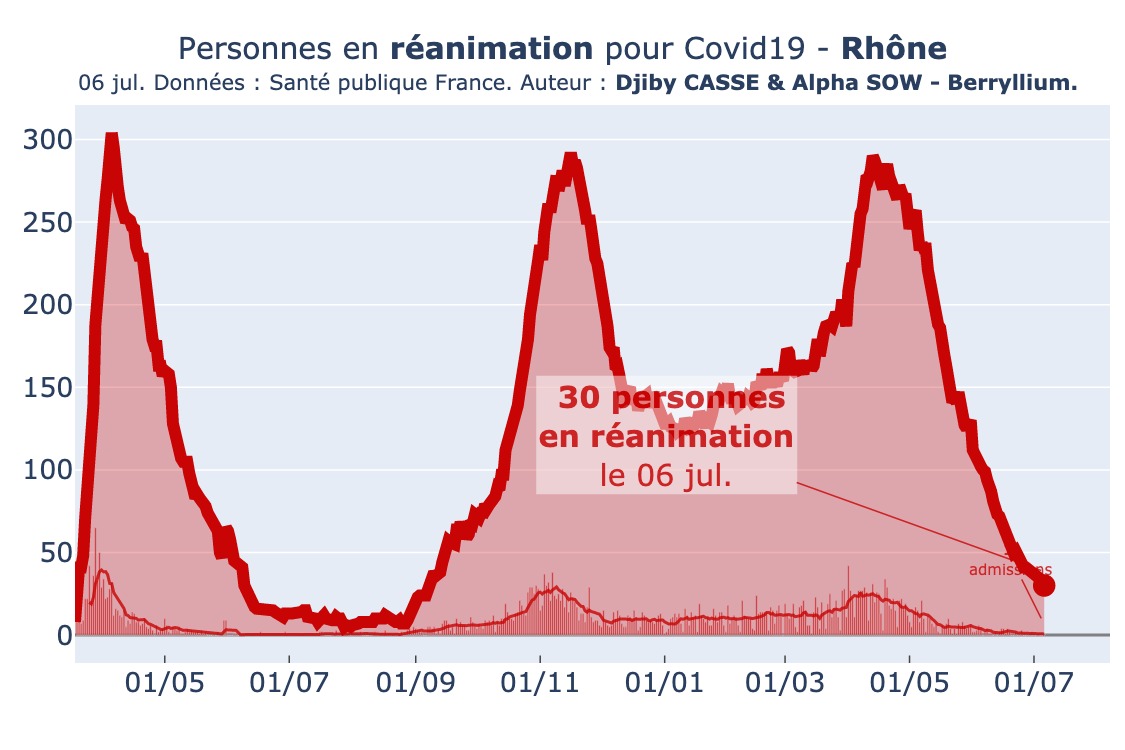 Personnes en réanimation pour Covid19 - Rhône
06 jul. Données : Santé publique France. Auteur : Djiby CASSE & Alpha SOW - Berryllium.
300
250
200
150
100
50
0
30 personnes
en réanimation
le 06 jul.
admissions
01/05 01/07 01/09 01/11 01/01 01/03 01/05 01/07